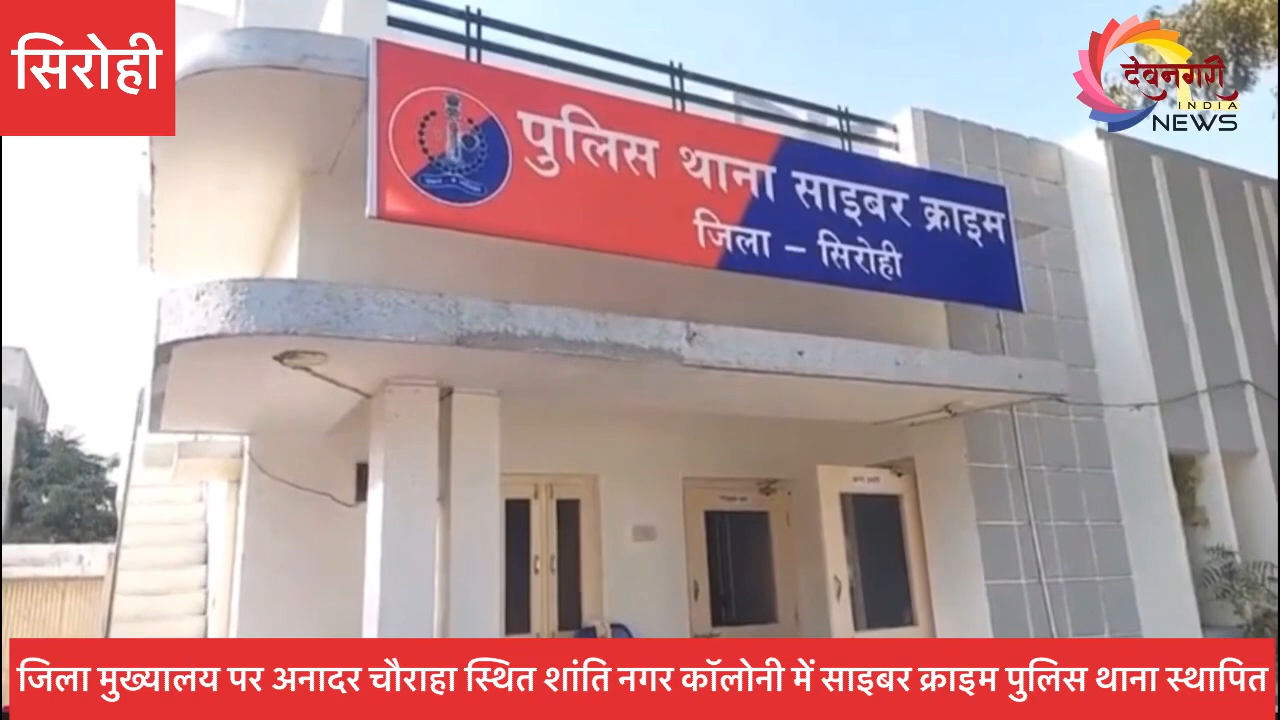 सिरोही
देवनगरी
INDIA
NEWS
पुलिस थाना साइबर क्राइम
जिला – सिरोही
जिला मुख्यालय पर अनादर चौराहा स्थित शांति नगर कॉलोनी में साइबर क्राइम पुलिस थाना स्थापित